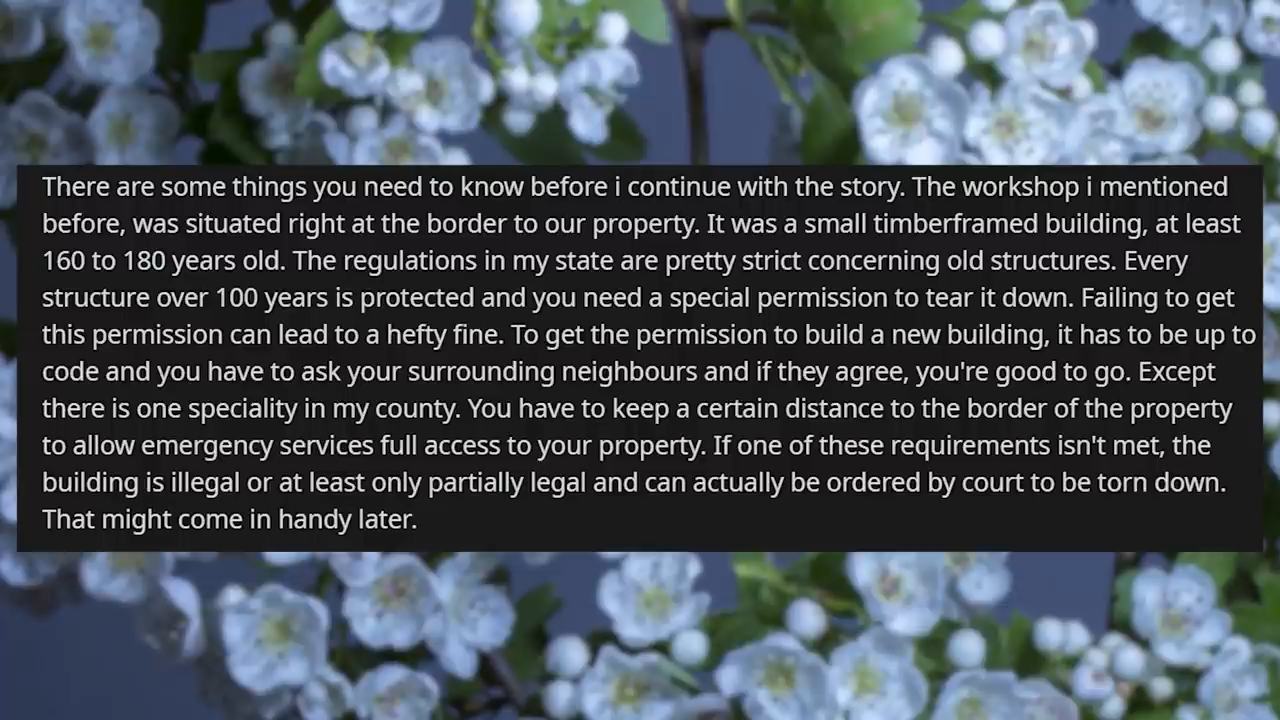 There are some things you need to know before i continue with the story. The workshop i mentioned
before, was situated right at the border to our property. It was a small timberframed building, at least
160 to 180 years old. The regulations in my state are pretty strict concerning old structures. Every
structure over 100 years is protected and you need a special permission to tear it down. Failing to get
this permission can lead to a hefty fine. To get the permission to build a new building, it has to be up to
code and you have to ask your surrounding neighbours and if they agree, you're good to go. Except
there is one speciality in my county. You have to keep a certain distance to the border of the property
to allow emergency services full access to your property. If one of these requirements isn't met, the
building is illegal or at least only partially legal and can actually be ordered by court to be torn down.
That might come in handy later.